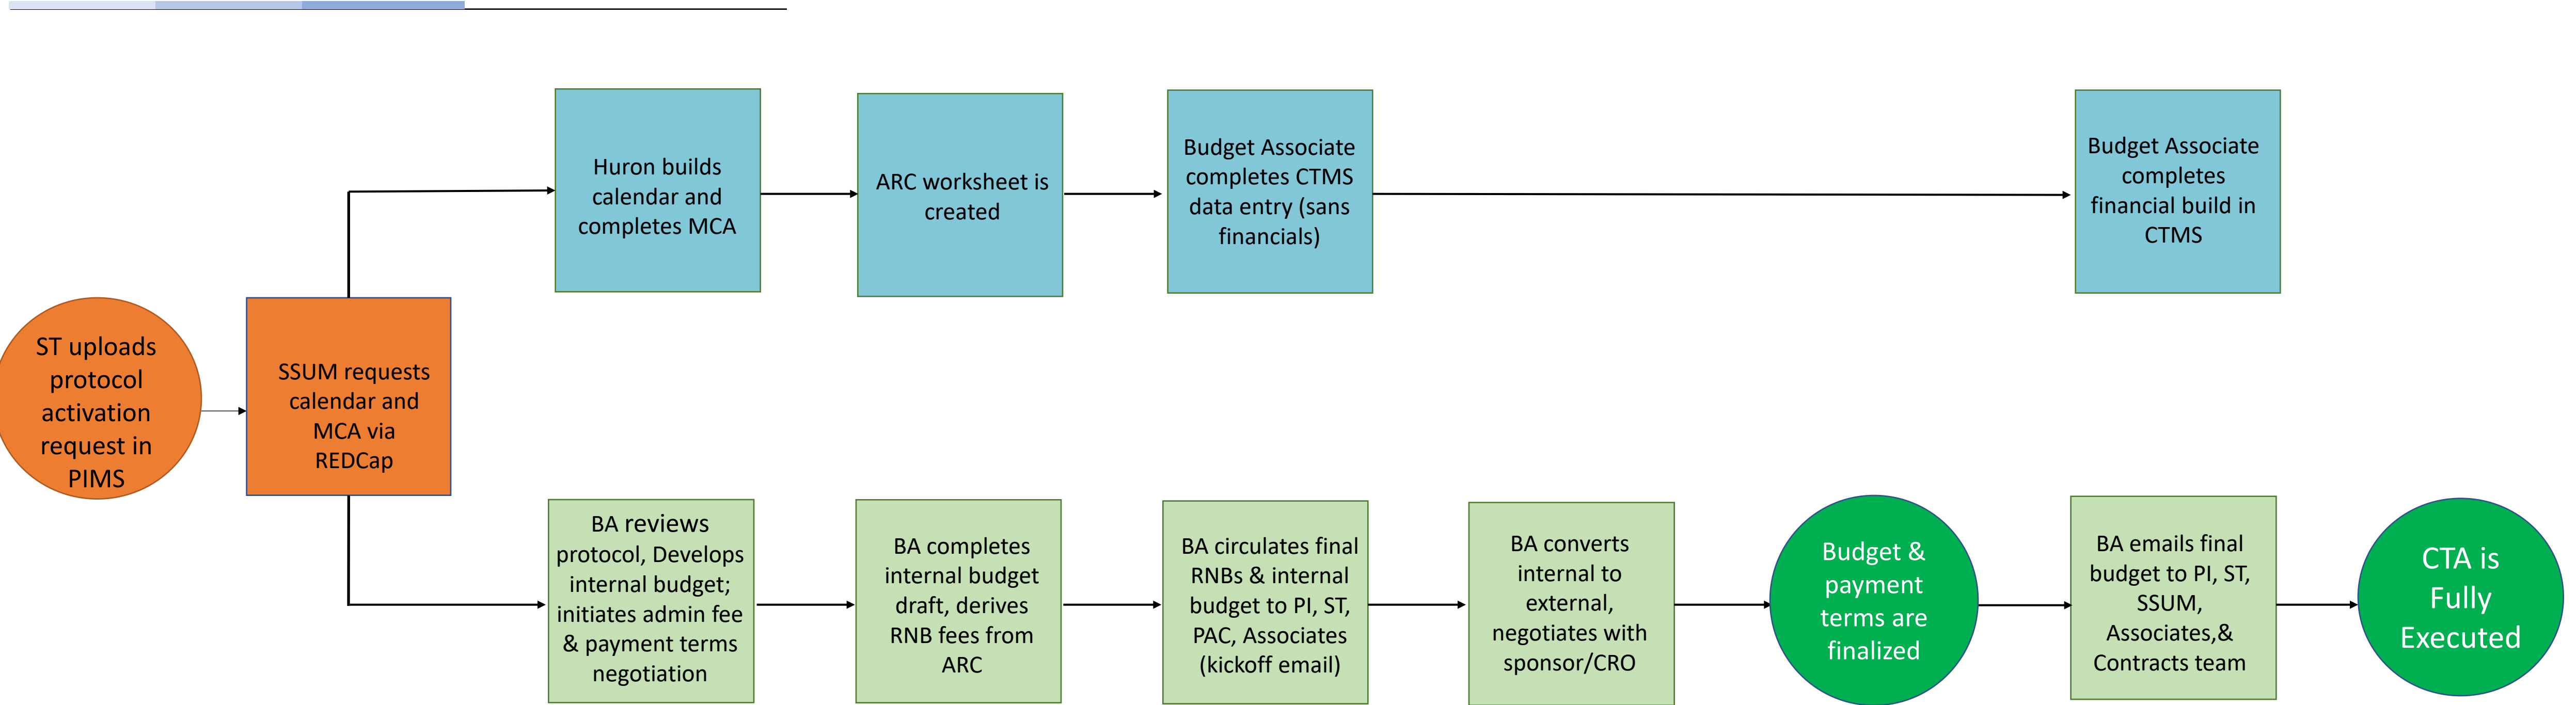 Huron builds
calendar and
completes MCA
ARC worksheet is
created
Budget Associate
completes CTMS
data entry (sans
financials)
Budget Associate
completes
financial build in
CTMS
ST uploads
protocol
activation
request in
PIMS
SSUM requests
calendar and
MCA via
REDCap
BA reviews
protocol, Develops
internal budget;
initiates admin fee
& payment terms
negotiation
BA completes
internal budget
draft, derives
RNB fees from
ARC
BA circulates final
RNBs & internal
budget to PI, ST,
PAC, Associates
(kickoff email)
BA converts
internal to
external,
negotiates with
sponsor/CRO
Budget &
payment
terms are
finalized
BA emails final
budget to PI, ST,
SSUM,
Associates,&
Contracts team
CTA is
Fully
Executed